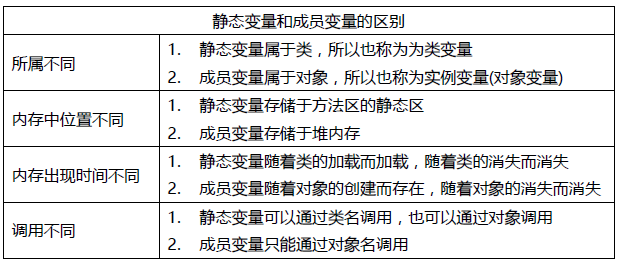 静态变量和成员变量的区别
所属不同
1. 静态变量属于类，所以也称为为类变量
2. 成员变量属于对象，所以也称为实例变量(对象变量)
内存中位置不同
1. 静态变量存储于方法区的静态区
2. 成员变量存储于堆内存
内存出现时间不同
1. 静态变量随着类的加载而加载，随着类的消失而消失
2. 成员变量随着对象的创建而存在，随着对象的消失而消失
调用不同
1. 静态变量可以通过类名调用，也可以通过对象调用
2. 成员变量只能通过对象名调用